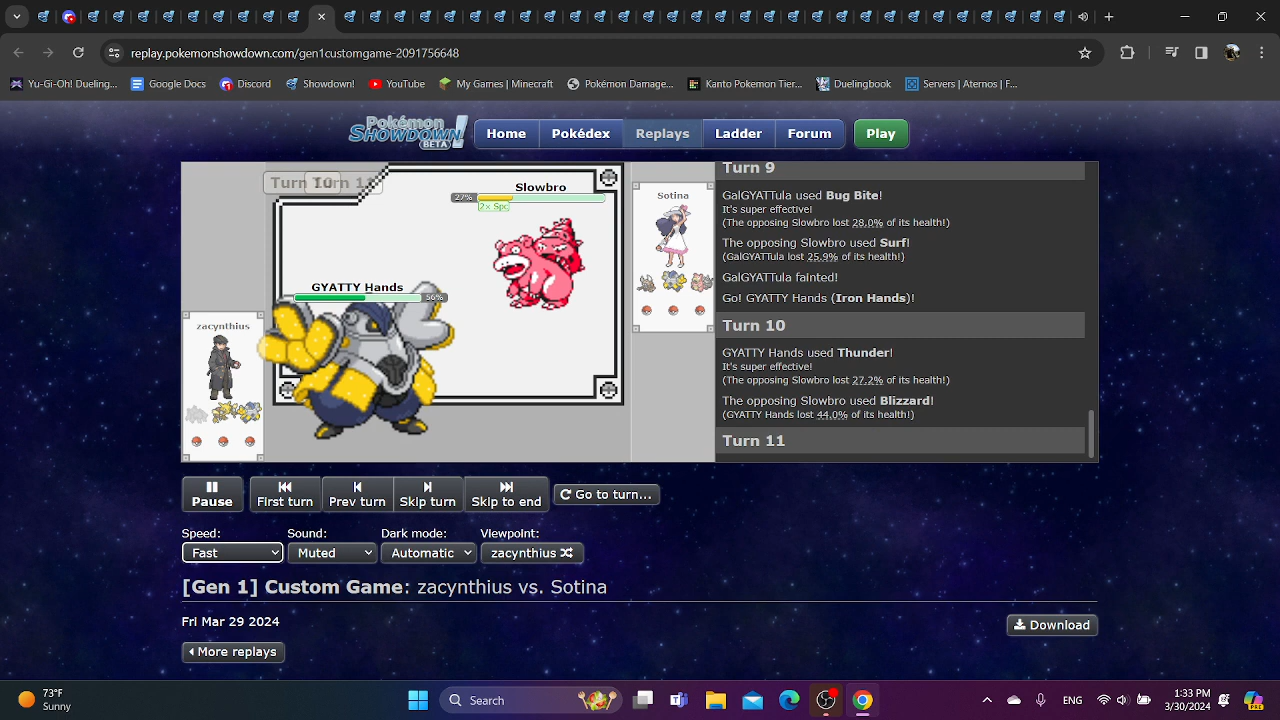 replay.pokemonshowdown.com/gen1customgame-2091756648
Yu-Gi-Oh! Dueling...
Google Docs
Discord
Showdown!
YouTube
My Games | Minecraft
Pokémon Damage...
Kanto Pokemon Tier...
Duelingbook
Servers | Aternos | F...
Pokémon
SHOWDOWN!
BETA
Home
Pokédex
Replays
Ladder
Forum
Play
Turn 10
Turn 11
Slowbro
27%
2× Spc
GYATTY Hands
56%
zacynthius
Sotina
Turn 9
GalGYATTula used Bug Bite!
It's super effective!
(The opposing Slowbro lost 28.0% of its health!)
The opposing Slowbro used Surf!
(GalGYATTula lost 25.9% of its health!)
GalGYATTula fainted!
Go! GYATTY Hands (Iron Hands)!
Turn 10
GYATTY Hands used Thunder!
It's super effective!
(The opposing Slowbro lost 27.2% of its health!)
The opposing Slowbro used Blizzard!
(GYATTY Hands lost 44.0% of its health!)
Turn 11
Pause
First turn
Prev turn
Skip turn
Skip to end
Go to turn...
Speed:
Sound:
Dark mode:
Viewpoint:
Fast
Muted
Automatic
zacynthius
[Gen 1] Custom Game: zacynthius vs. Sotina
Fri Mar 29 2024
Download
More replays
73°F
Sunny
Search
ENG
1:33 PM
3/30/2024
PRE